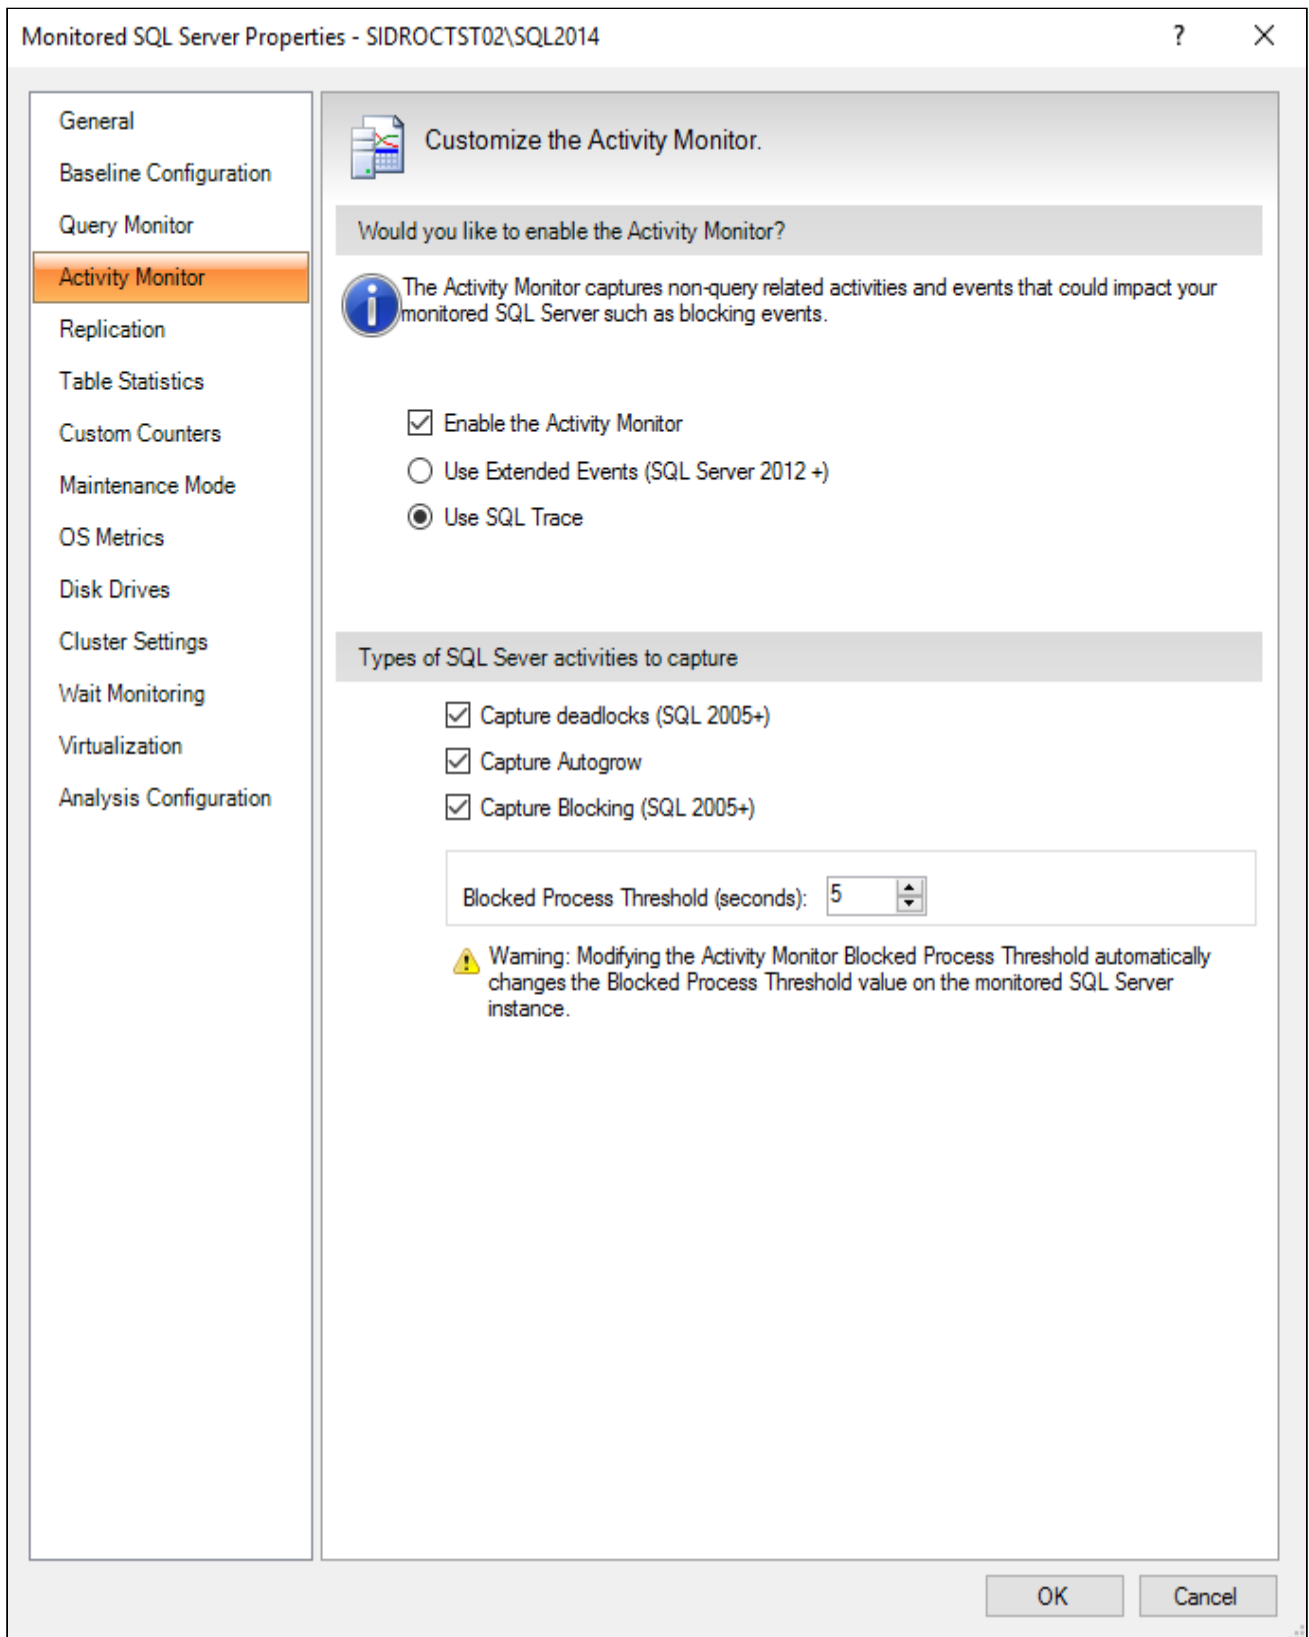 Monitored SQL Server Properties - SIDROCTST02\SQL2014
?
General
Baseline Configuration
Query Monitor
Activity Monitor
Replication
Table Statistics
Custom Counters
Maintenance Mode
OS Metrics
Disk Drives
Cluster Settings
Wait Monitoring
Virtualization
Analysis Configuration
Customize the Activity Monitor.
Would you like to enable the Activity Monitor?
The Activity Monitor captures non-query related activities and events that could impact your
monitored SQL Server such as blocking events.
Enable the Activity Monitor
Use Extended Events (SQL Server 2012 +)
Use SQL Trace
Types of SQL Sever activities to capture
Capture deadlocks (SQL 2005+)
Capture Autogrow
Capture Blocking (SQL 2005+)
Blocked Process Threshold (seconds): 5
Warning: Modifying the Activity Monitor Blocked Process Threshold automatically
changes the Blocked Process Threshold value on the monitored SQL Server
instance.
OK
Cancel